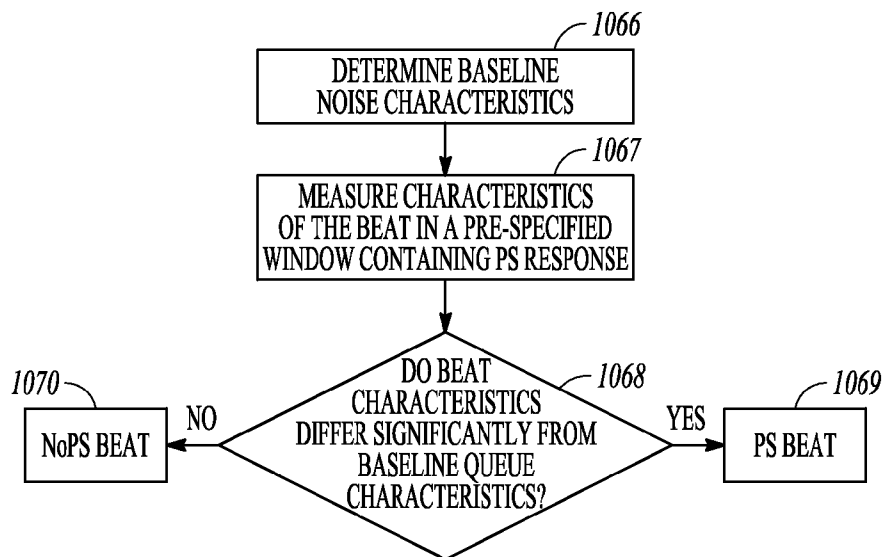 1066
DETERMINE BASELINE
NOISE CHARACTERISTICS
1067
MEASURE CHARACTERISTICS
OF THE BEAT IN A PRE-SPECIFIED
WINDOW CONTAINING PS RESPONSE
1068
DO BEAT
CHARACTERISTICS
DIFFER SIGNIFICANTLY FROM
BASELINE QUEUE
CHARACTERISTICS?
1070
NO
NoPS BEAT
YES
1069
PS BEAT